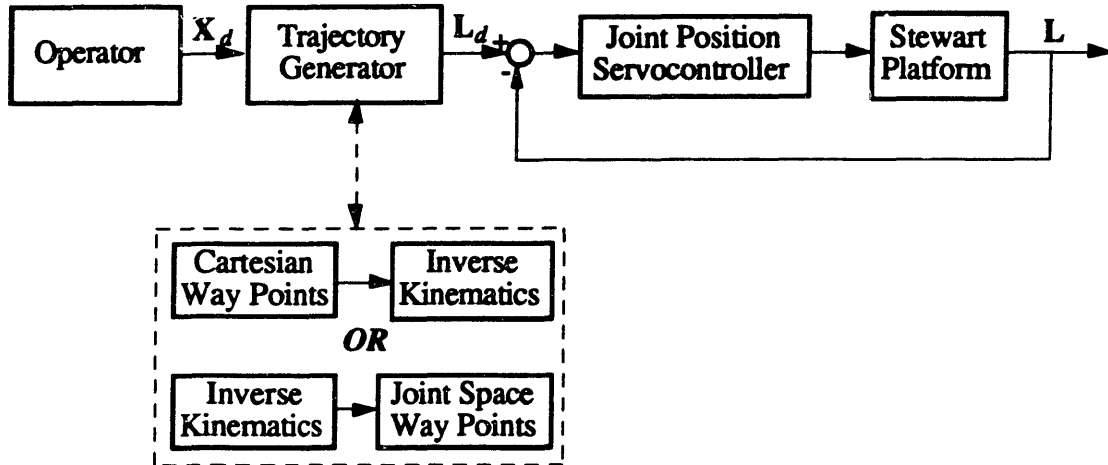 Operator
X_d
Trajectory
Generator
L_d
+
-
Joint Position
Servocontroller
Stewart
Platform
L
Cartesian
Way Points
Inverse
Kinematics
OR
Inverse
Kinematics
Joint Space
Way Points